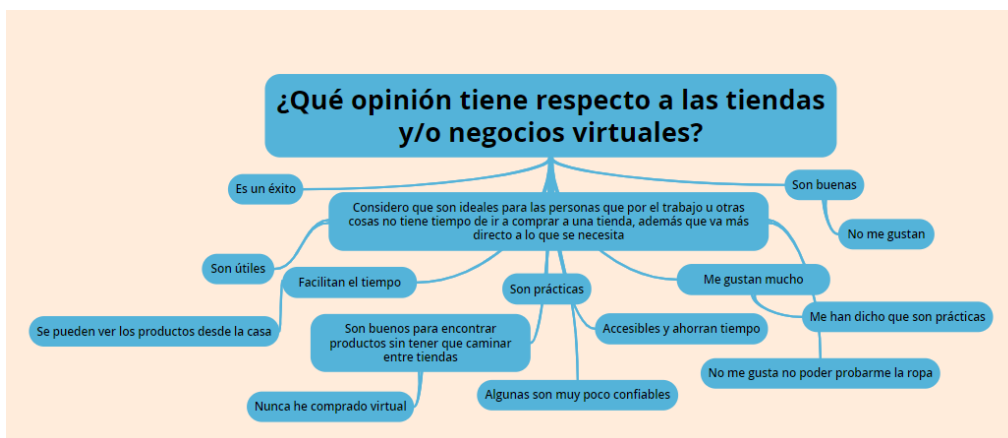 ¿Qué opinión tiene respecto a las tiendas
y/o negocios virtuales?
Es un éxito
Son buenas
Considero que son ideales para las personas que por el trabajo u otras
cosas no tiene tiempo de ir a comprar a una tienda, además que va más
directo a lo que se necesita
No me gustan
Son útiles
Facilitan el tiempo
Son prácticas
Me gustan mucho
Se pueden ver los productos desde la casa
Son buenos para encontrar
productos sin tener que caminar
entre tiendas
Accesibles y ahorran tiempo
Me han dicho que son prácticas
No me gusta no poder probarme la ropa
Nunca he comprado virtual
Algunas son muy poco confiables